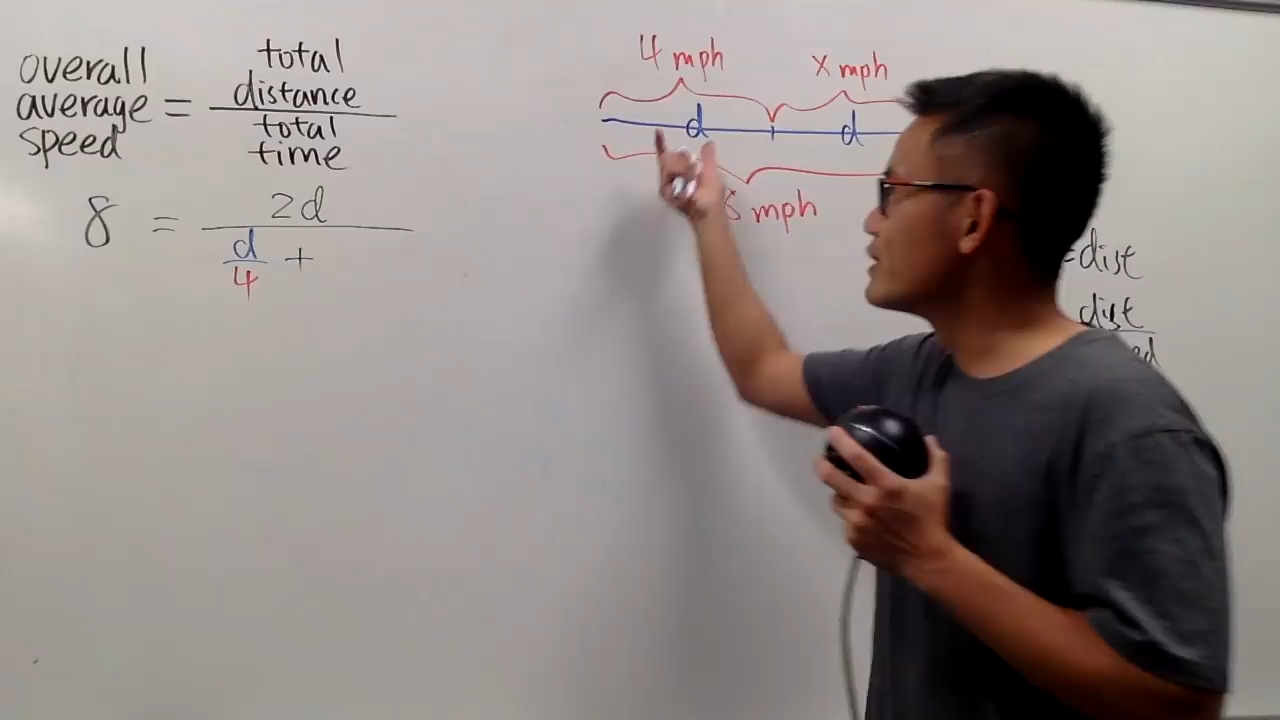 overall
average =
speed
total
distance
total
time
8 = 2d
d
4 +
4 mph
x mph
d d
mph
=dist
dist